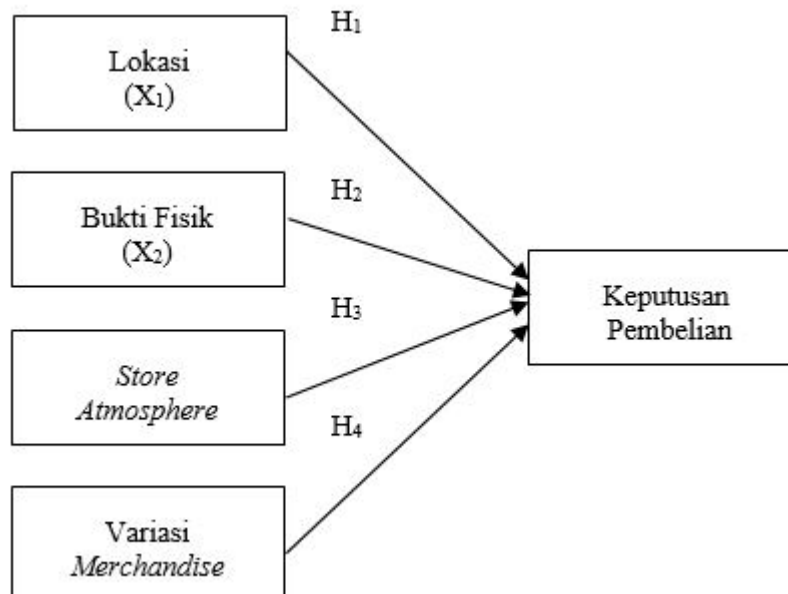 H₁
Lokasi
(X₁)
H₂
Bukti Fisik
(X₂)
Keputusan
Pembelian
H₃
Store
Atmosphere
H₄
Variasi
Merchandise